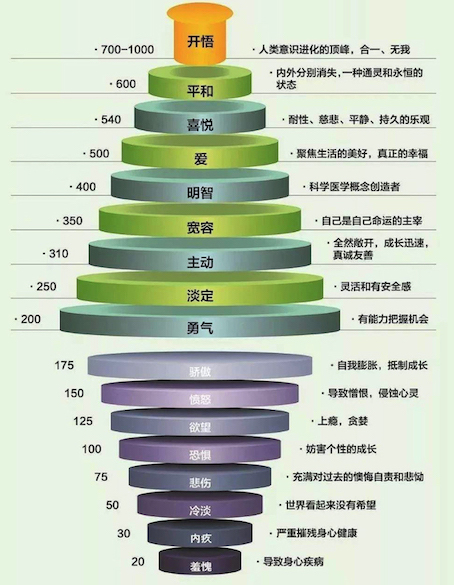 开悟
·700-1000
·人类意识进化的顶峰，合一、无我
·600
平和
·内外分别消失，一种通灵和永恒的
状态
·540
喜悦
·耐性、慈悲、平静、持久的乐观
·500
爱
·聚焦生活的美好，真正的幸福
·400
明智
·科学医学概念创造者
·350
宽容
·自己是自己命运的主宰
·310
主动
·全然敞开，成长迅速，
真诚友善
·250
淡定
·灵活和有安全感
·200
勇气
·有能力把握机会
175
骄傲
·自我膨胀，抵制成长
150
愤怒
·导致憎恨，侵蚀心灵
125
欲望
·上瘾，贪婪
100
恐惧
·妨害个性的成长
75
悲伤
·充满对过去的懊悔自责和悲恸
50
冷淡
·世界看起来没有希望
30
内疚
·严重摧残身心健康
20
羞愧
·导致身心疾病